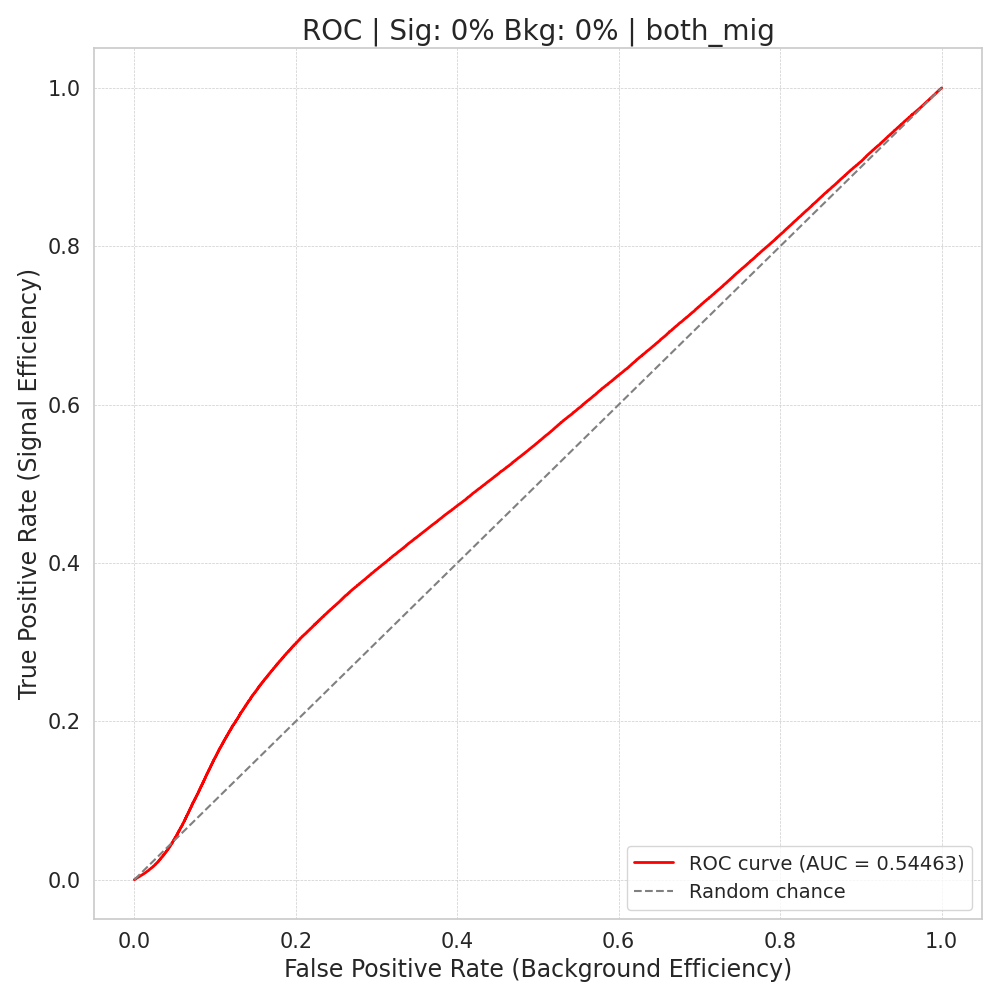 ROC | Sig: 0% Bkg: 0% | both_mig
True Positive Rate (Signal Efficiency)
1.0
0.8
0.6
0.4
0.2
0.0
ROC curve (AUC = 0.54463)
Random chance
0.0 0.2 0.4 0.6 0.8 1.0
False Positive Rate (Background Efficiency)